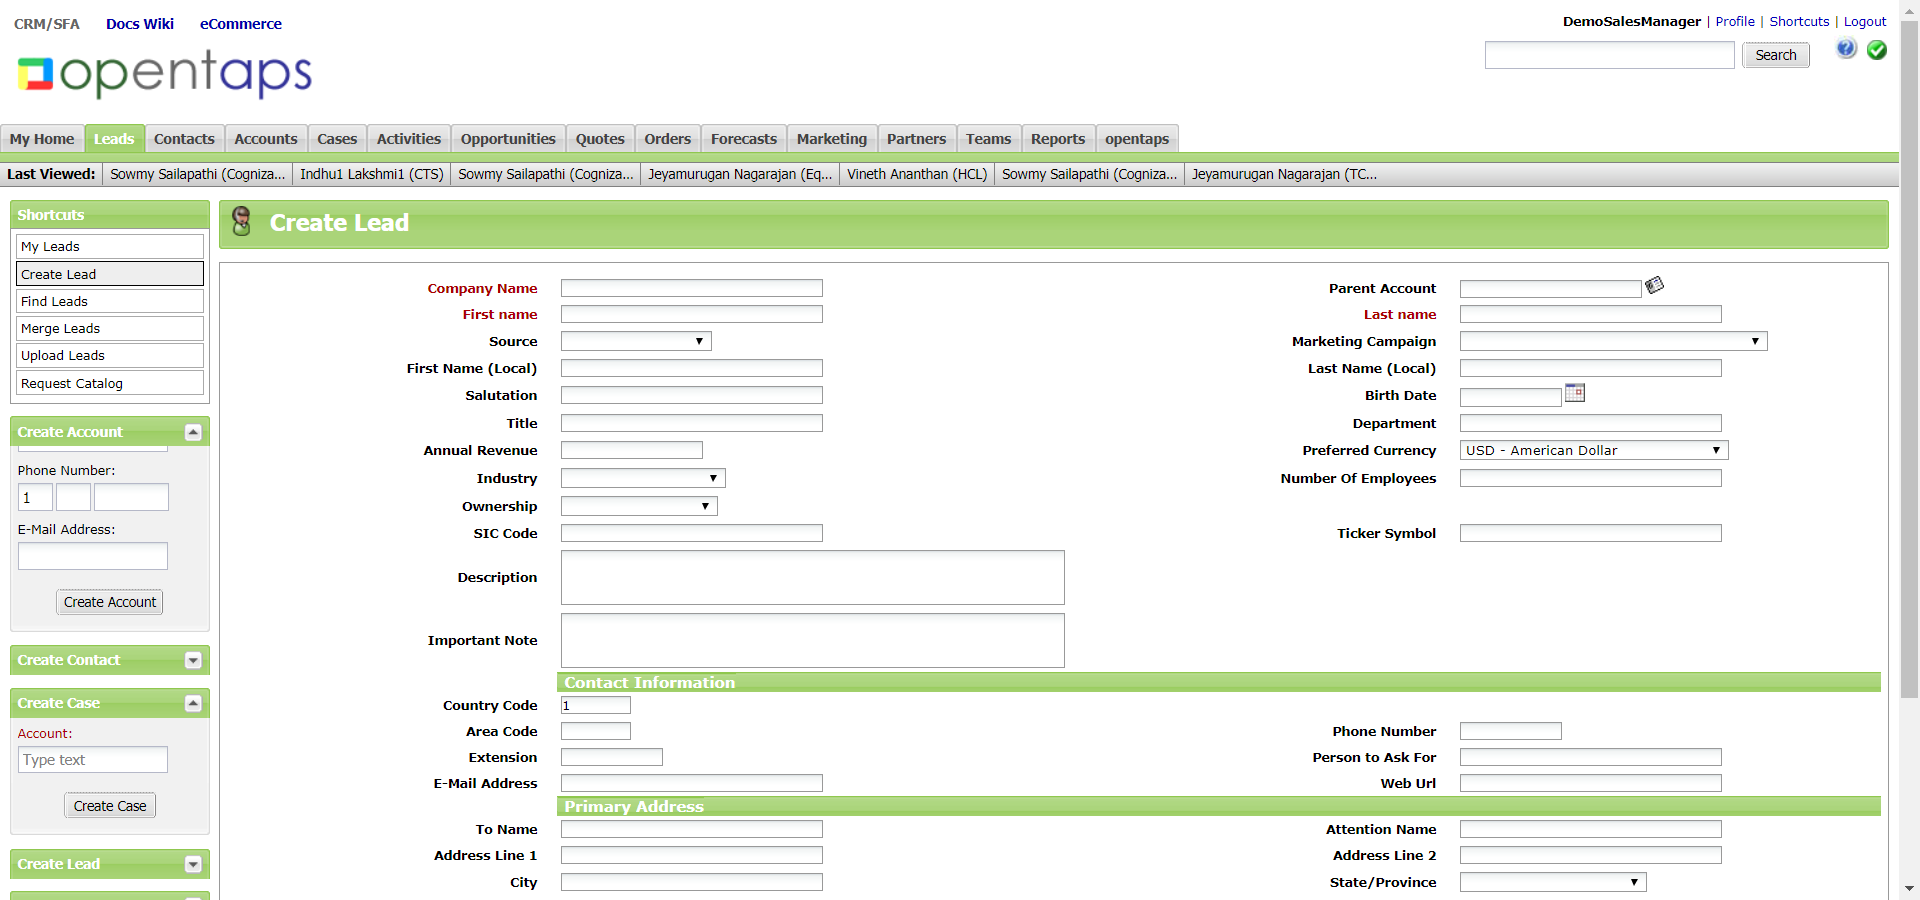 CRM/SFA Docs Wiki eCommerce
DemoSalesManager | Profile | Shortcuts | Logout
opentaps
Search
My Home Leads Contacts Accounts Cases Activities Opportunities Quotes Orders Forecasts Marketing Partners Teams Reports opentaps
Last Viewed: Sowmy Sailapathi (Cogniza... Indhu1 Lakshmi1 (CTS) Sowmy Sailapathi (Cogniza... Jeyamurugan Nagarajan (Eq... Vineth Ananthan (HCL) Sowmy Sailapathi (Cogniza... Jeyamurugan Nagarajan (TC...
Shortcuts
My Leads
Create Lead
Find Leads
Merge Leads
Upload Leads
Request Catalog
Create Account
Phone Number:
1
E-Mail Address:
Create Account
Create Contact
Create Case
Account:
Type text
Create Case
Create Lead
Create Lead
Company Name Parent Account
First name Last name
Source Marketing Campaign
First Name (Local) Last Name (Local)
Salutation Birth Date
Title Department
Annual Revenue Preferred Currency USD - American Dollar
Industry Number Of Employees
Ownership
SIC Code Ticker Symbol
Description
Important Note
Contact Information
Country Code 1
Area Code Phone Number
Extension Person to Ask For
E-Mail Address Web Url
Primary Address
To Name Attention Name
Address Line 1 Address Line 2
City State/Province